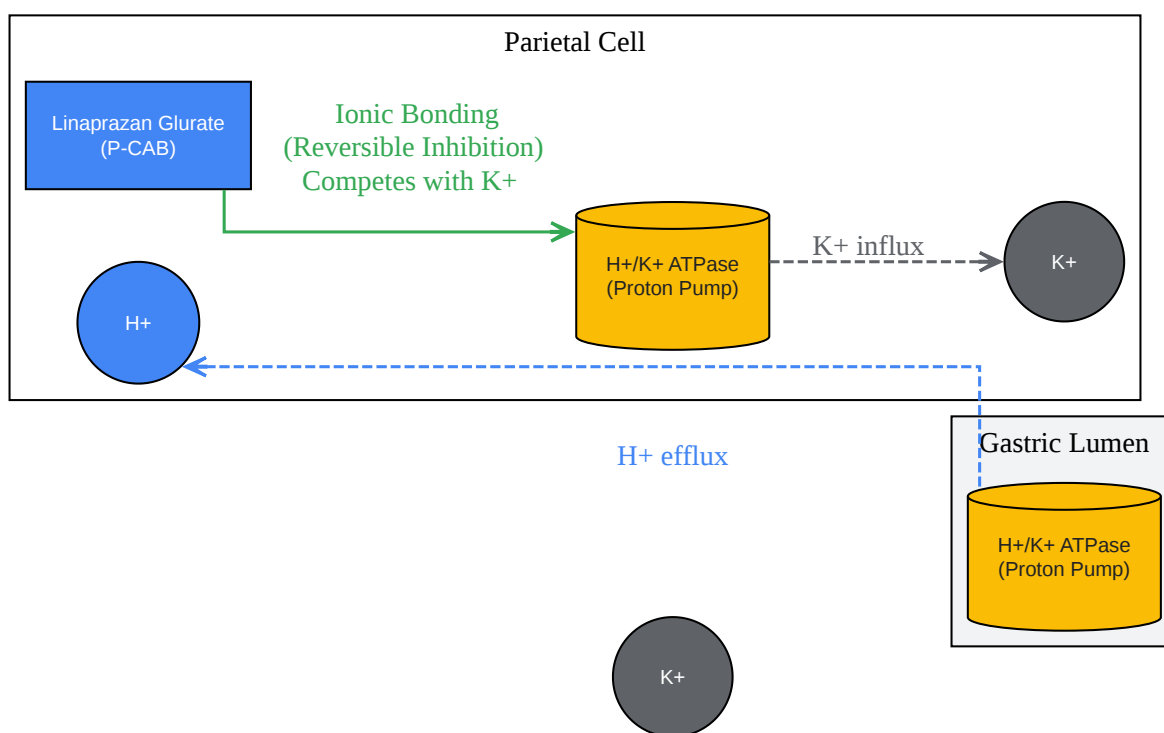 Parietal Cell
Linaprazan Glurate
(P-CAB)
Ionic Bonding
(Reversible Inhibition)
Competes with K+
H+/K+ ATPase
(Proton Pump)
K+ influx
K+
H+
H+ efflux
Gastric Lumen
H+/K+ ATPase
(Proton Pump)
K+